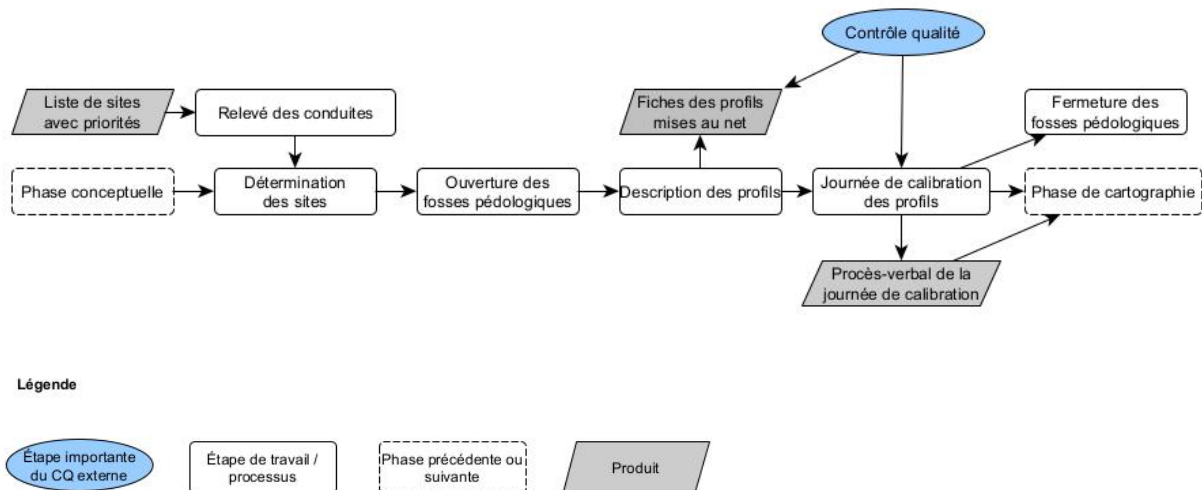 Contrôle qualité
Liste de sites
avec priorités
Relevé des conduites
Fiches des profils
mises au net
Fermeture des
fosses pédologiques
Phase conceptuelle
Détermination
des sites
Ouverture des
fosses pédologiques
Description des profils
Journée de calibration
des profils
Phase de cartographie
Procès-verbal de la
journée de calibration
Légende
Étape importante
du CQ externe
Étape de travail /
processus
Phase précédente ou
suivante
Produit